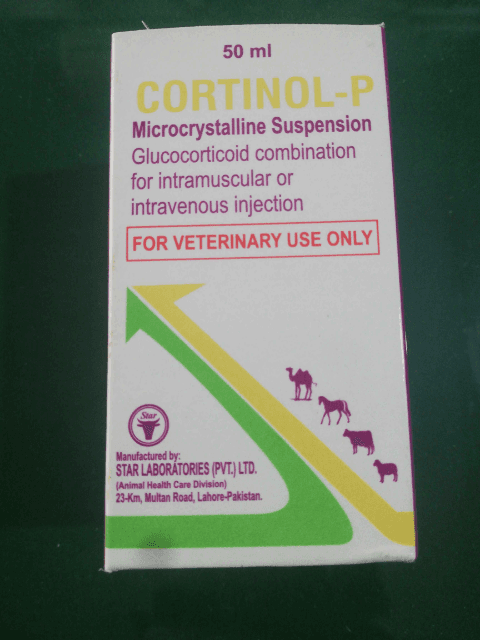 50 ml
CORTINOL-P
Microcrystalline Suspension
Glucocorticoid combination
for intramuscular or
intravenous injection
FOR VETERINARY USE ONLY
Star
Manufactured by:
STAR LABORATORIES (PVT.) LTD.
(Animal Health Care Division)
23-Km, Multan Road, Lahore-Pakistan.